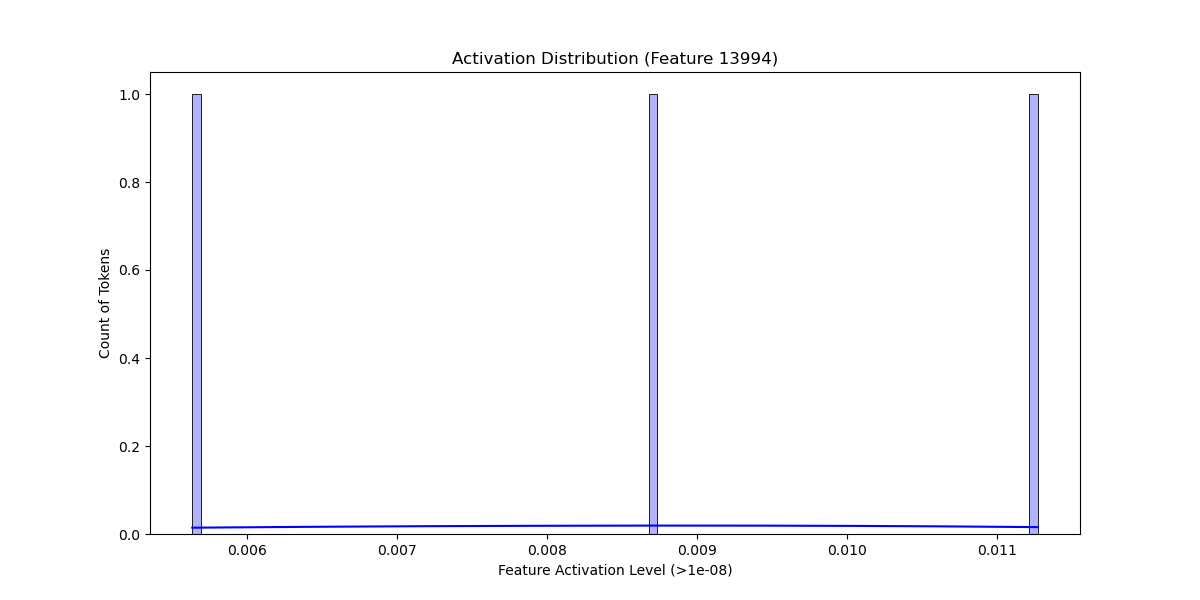 Activation Distribution (Feature 13994)
1.0
0.8
0.6
0.4
0.2
0.0
Count of Tokens
0.006 0.007 0.008 0.009 0.010 0.011
Feature Activation Level (>1e-08)